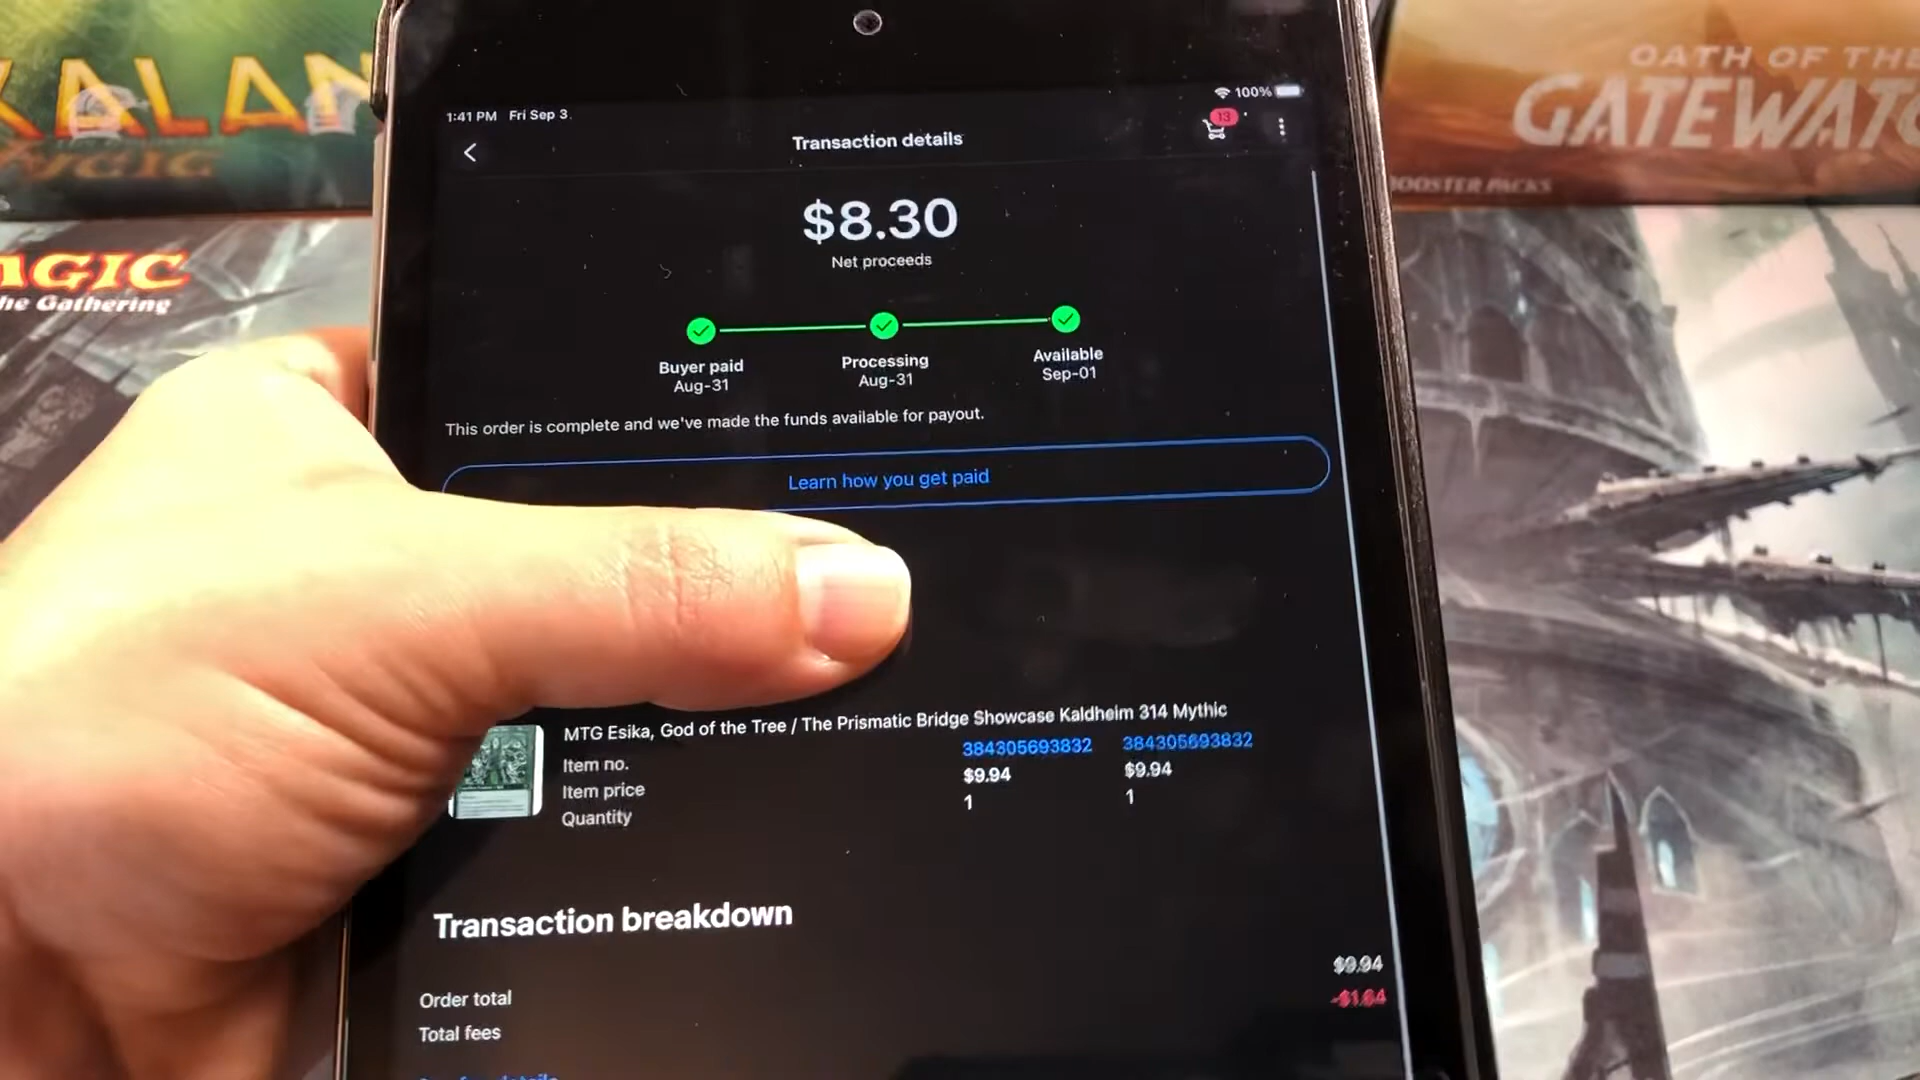 XALAN
MAGIC
OATH OF THE
GATEWATC
BOOSTER PACKS
MAGIC
The Gathering
1:41 PM Fri Sep 3
100%
13
Transaction details
$8.30
Net proceeds
Buyer paid
Aug-31
Processing
Aug-31
Available
Sep-01
This order is complete and we've made the funds available for payout.
Learn how you get paid
MTG Esika, God of the Tree / The Prismatic Bridge Showcase Kaldheim 314 Mythic
Item no. 384305693832 384305693832
Item price $9.94 $9.94
Quantity 1 1
Transaction breakdown
Order total $9.94
Total fees -$1.64